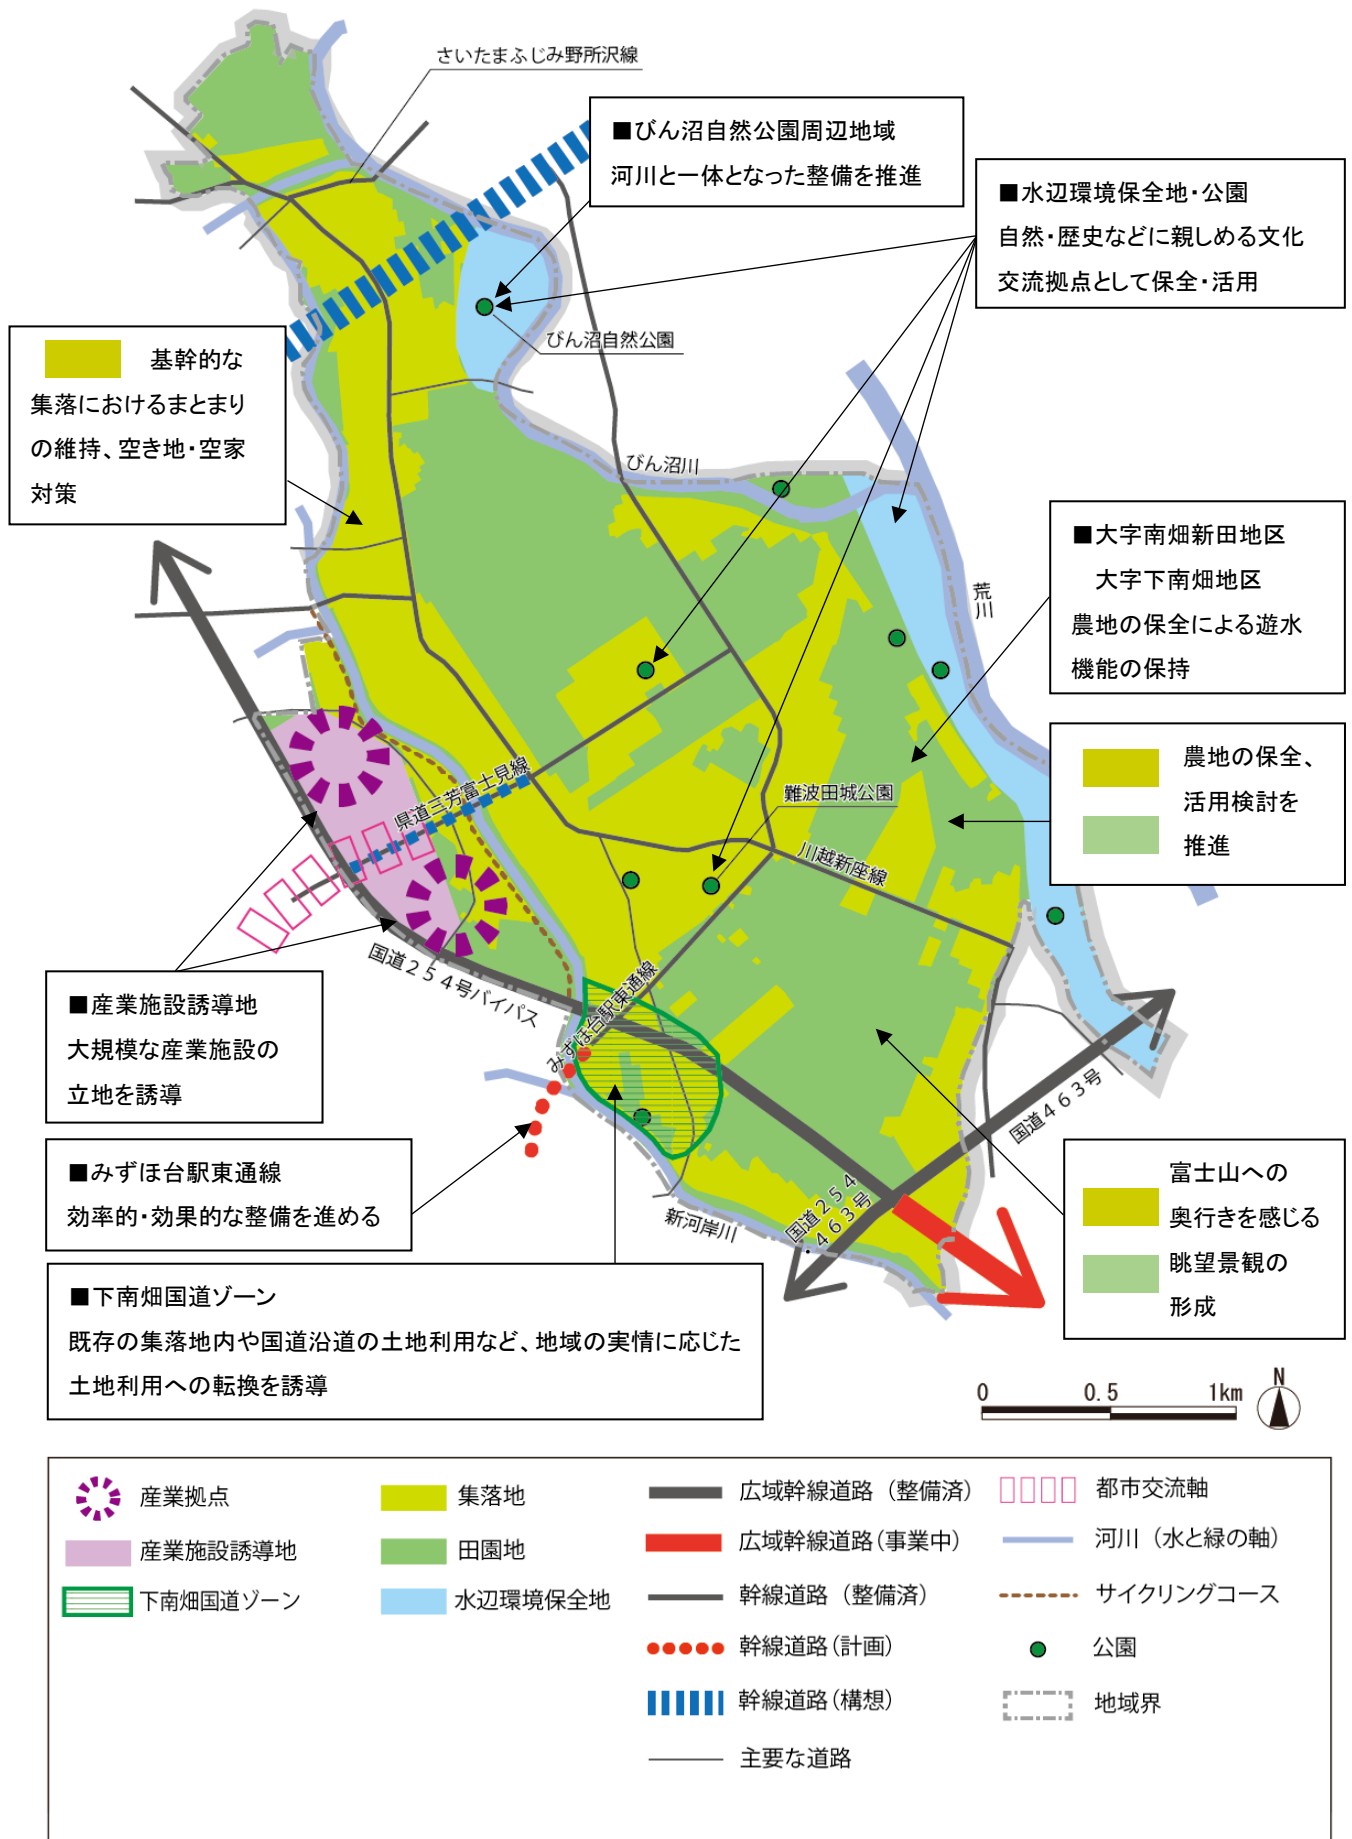 さいたまふじみ野所沢線
■びん沼自然公園周辺地域
河川と一体となった整備を推進
■水辺環境保全地・公園
自然・歴史などに親しめる文化
交流拠点として保全・活用
びん沼自然公園
基幹的な
集落におけるまとまり
の維持、空き地・空家
対策
びん沼川
荒川
■大字南畑新田地区
大字下南畑地区
農地の保全による遊水
機能の保持
農地の保全、
活用検討を
推進
県道三芳富士見線
難波田城公園
川越新座線
国道２５４号バイパス
みずほ台駅東通線
■産業施設誘導地
大規模な産業施設の
立地を誘導
国道４６３号
■みずほ台駅東通線
効率的・効果的な整備を進める
新河岸川
国道２５４
・４６３号
富士山への
奥行きを感じる
眺望景観の
形成
■下南畑国道ゾーン
既存の集落地内や国道沿道の土地利用など、地域の実情に応じた
土地利用への転換を誘導
0 0.5 1km
N
産業拠点
産業施設誘導地
下南畑国道ゾーン
集落地
田園地
水辺環境保全地
広域幹線道路（整備済）
広域幹線道路(事業中)
幹線道路（整備済）
幹線道路(計画)
幹線道路(構想)
主要な道路
都市交流軸
河川（水と緑の軸）
サイクリングコース
公園
地域界